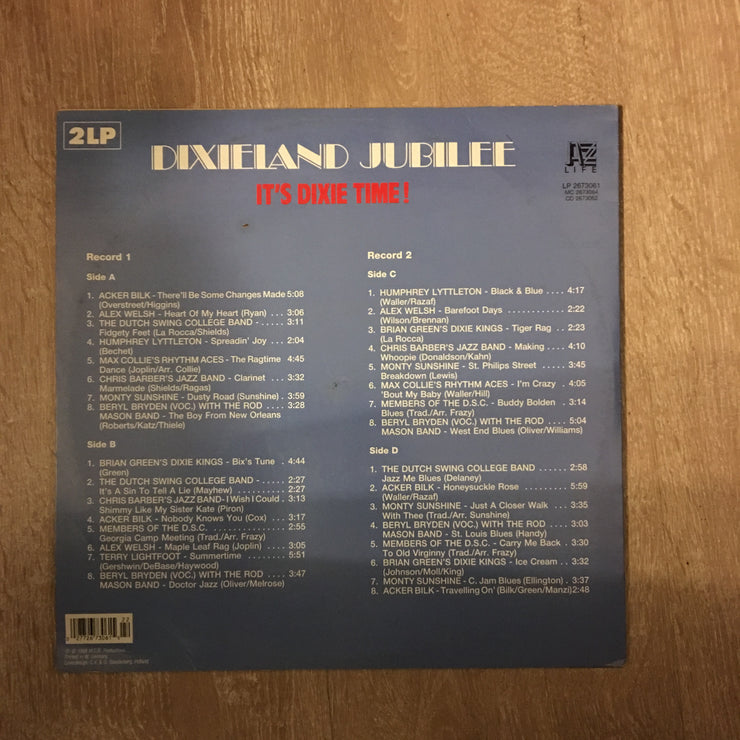 2LP
DIXIELAND JUBILEE
IT'S DIXIE TIME!
JAZZ
LIFE
LP 2673061
MC 2673064
CD 2673062
Record 1
Side A
1. ACKER BILK - There'll Be Some Changes Made 5:08
(Overstreet/Higgins)
2. ALEX WELSH - Heart Of My Heart (Ryan) ... 3:06
3. THE DUTCH SWING COLLEGE BAND - ..... 3:11
Fidgety Feet (La Rocca/Shields)
4. HUMPHREY LYTTLETON - Spreadin' Joy ... 2:04
(Bechet)
5. MAX COLLIE'S RHYTHM ACES - The Ragtime 4:45
Dance (Joplin/Arr. Collie)
6. CHRIS BARBER'S JAZZ BAND - Clarinet ... 3:32
Marmelade (Shields/Ragas)
7. MONTY SUNSHINE - Dusty Road (Sunshine) . 3:59
8. BERYL BRYDEN (VOC.) WITH THE ROD .... 3:28
MASON BAND - The Boy From New Orleans
(Roberts/Katz/Thiele)
Side B
1. BRIAN GREEN'S DIXIE KINGS - Bix's Tune . 4:44
(Green)
2. THE DUTCH SWING COLLEGE BAND - ..... 2:27
It's A Sin To Tell A Lie (Mayhew) .......... 2:27
3. CHRIS BARBER'S JAZZ BAND- I Wish I Could . 3:13
Shimmy Like My Sister Kate (Piron)
4. ACKER BILK - Nobody Knows You (Cox) ... 3:17
5. MEMBERS OF THE D.S.C. ............ 2:55
Georgia Camp Meeting (Trad./Arr. Frazy)
6. ALEX WELSH - Maple Leaf Rag (Joplin) .... 3:05
7. TERRY LIGHTFOOT - Summertime ....... 5:51
(Gershwin/DeBase/Haywood)
8. BERYL BRYDEN (VOC.) WITH THE ROD .... 3:47
MASON BAND - Doctor Jazz (Oliver/Melrose)
Record 2
Side C
1. HUMPHREY LYTTLETON - Black & Blue .... 4:17
(Waller/Razaf)
2. ALEX WELSH - Barefoot Days ......... 2:22
(Wilson/Brennan)
3. BRIAN GREEN'S DIXIE KINGS - Tiger Rag .. 2:23
(La Rocca)
4. CHRIS BARBER'S JAZZ BAND - Making .... 4:10
Whoopie (Donaldson/Kahn)
5. MONTY SUNSHINE - St. Philips Street ..... 3:45
Breakdown (Lewis)
6. MAX COLLIE'S RHYTHM ACES - I'm Crazy . 4:05
'Bout My Baby (Waller/Hill)
7. MEMBERS OF THE D.S.C. - Buddy Bolden . 3:14
Blues (Trad./Arr. Frazy)
8. BERYL BRYDEN (VOC.) WITH THE ROD .... 5:04
MASON BAND - West End Blues (Oliver/Williams)
Side D
1. THE DUTCH SWING COLLEGE BAND ...... 2:58
Jazz Me Blues (Delaney)
2. ACKER BILK - Honeysuckle Rose ....... 5:59
(Waller/Razaf)
3. MONTY SUNSHINE - Just A Closer Walk ... 6:35
With Thee (Trad./Arr. Sunshine)
4. BERYL BRYDEN (VOC.) WITH THE ROD .... 3:03
MASON BAND - St. Louis Blues (Handy)
5. MEMBERS OF THE D.S.C. - Carry Me Back . 3:30
To Old Virginny (Trad./Arr. Frazy)
6. BRIAN GREEN'S DIXIE KINGS - Ice Cream . . 3:32
(Johnson/Moll/King)
7. MONTY SUNSHINE - C. Jam Blues (Ellington) . 3:37
8. ACKER BILK - Travelling On' (Bilk/Green/Manzi) 2:48
22